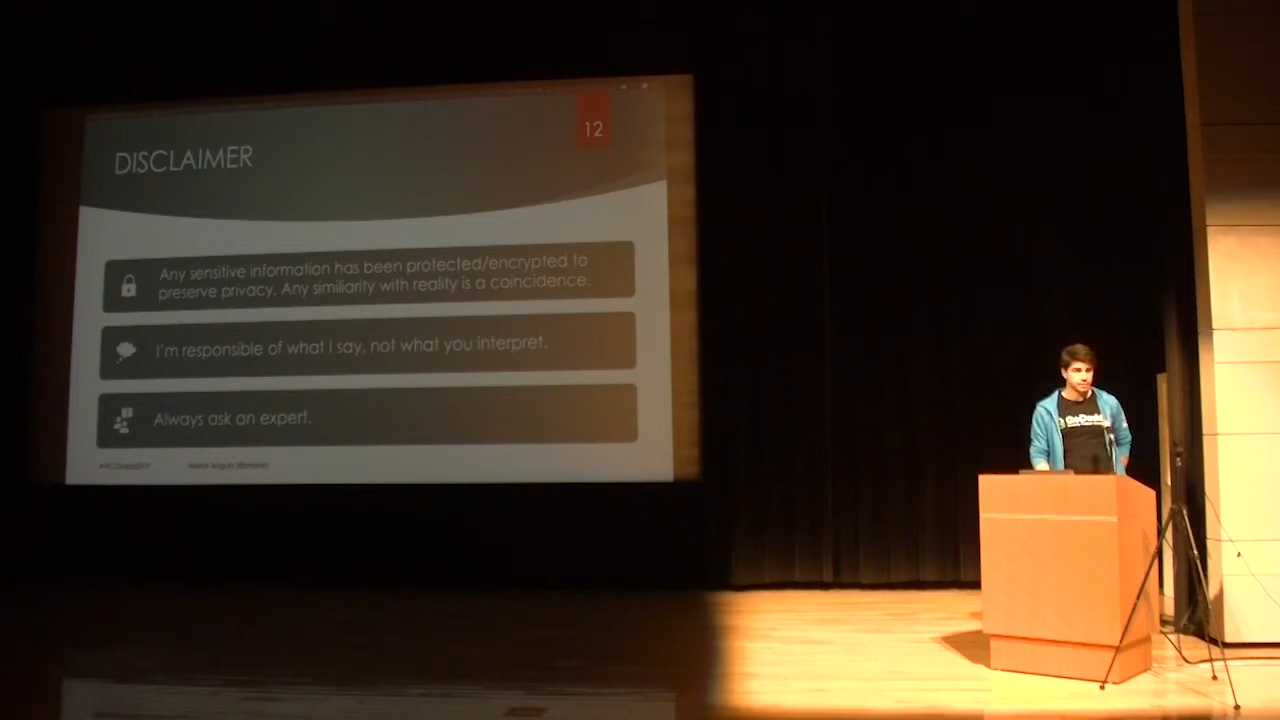 12
DISCLAIMER
Any sensitive information has been protected/encrypted to
preserve privacy. Any similiarity with reality is a coincidence.
I'm responsible of what I say, not what you interpret.
Always ask an expert.